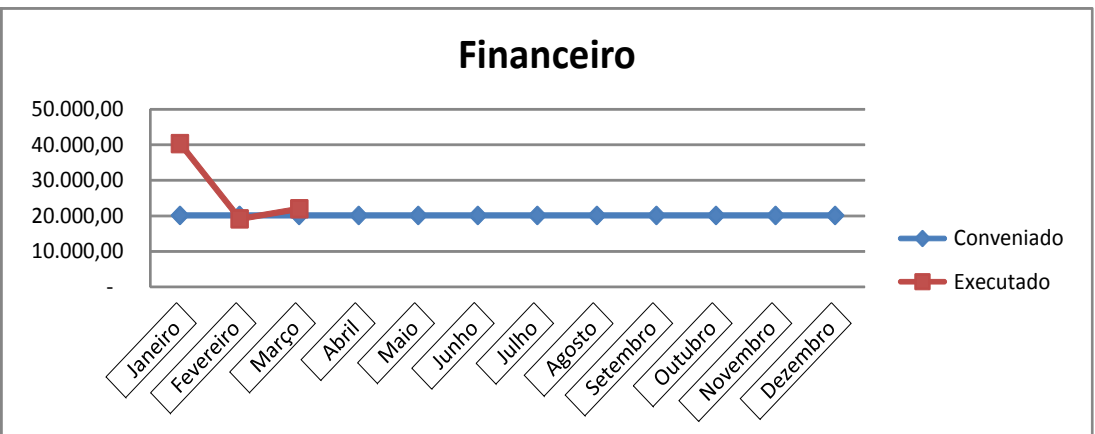 Financeiro
50.000,00
40.000,00
30.000,00
20.000,00
10.000,00
-
Conveniado
Executado
Janeiro
Fevereiro
Março
Abril
Maio
Junho
Julho
Agosto
Setembro
Outubro
Novembro
Dezembro